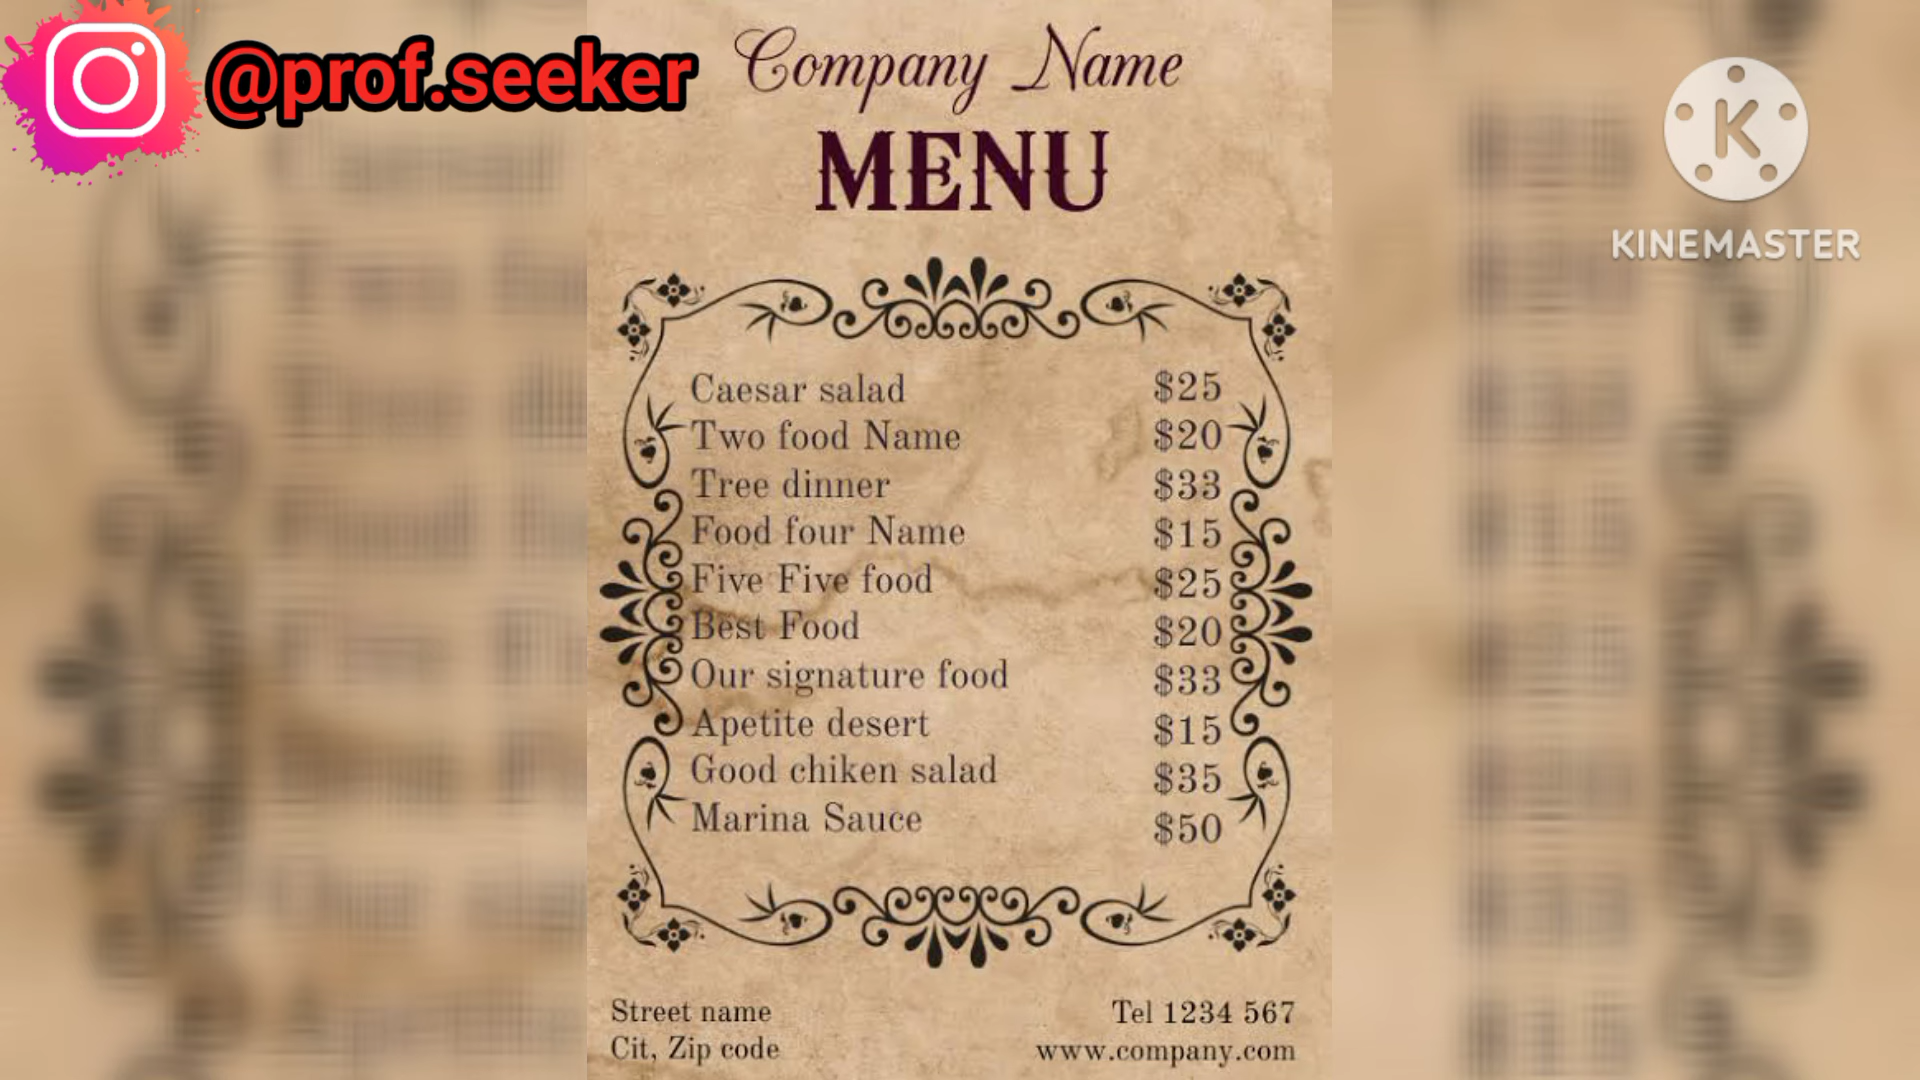 @prof.seeker
Company Name
MENU
K
KINEMASTER
Caesar salad $25
Two food Name $20
Tree dinner $33
Food four Name $15
Five Five food $25
Best Food $20
Our signature food $33
Apetite desert $15
Good chiken salad $35
Marina Sauce $50
Street name Tel 1234 567
Cit, Zip code www.company.com